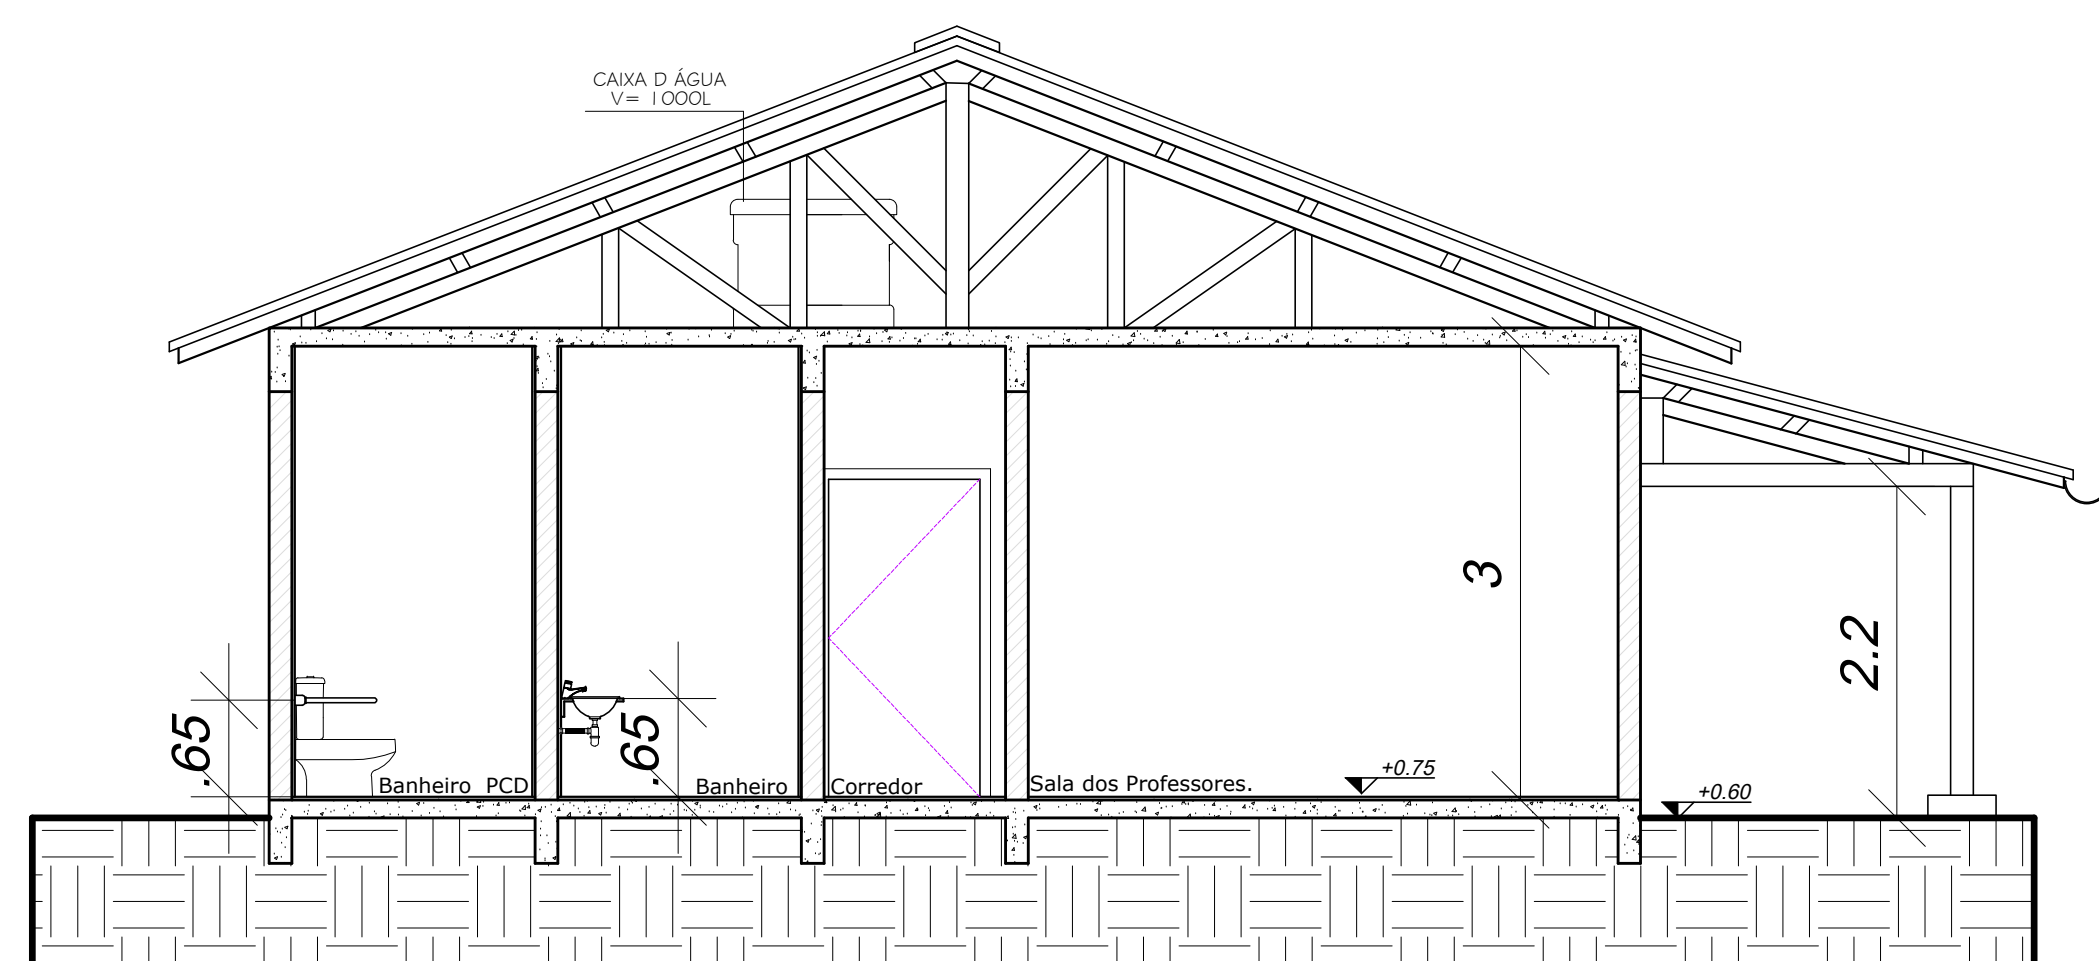 CAIXA D ÁGUA
V= 1000L
3
2.2
.65
.65
Banheiro PCD
Banheiro
Corredor
Sala dos Professores.
+0.75
+0.60